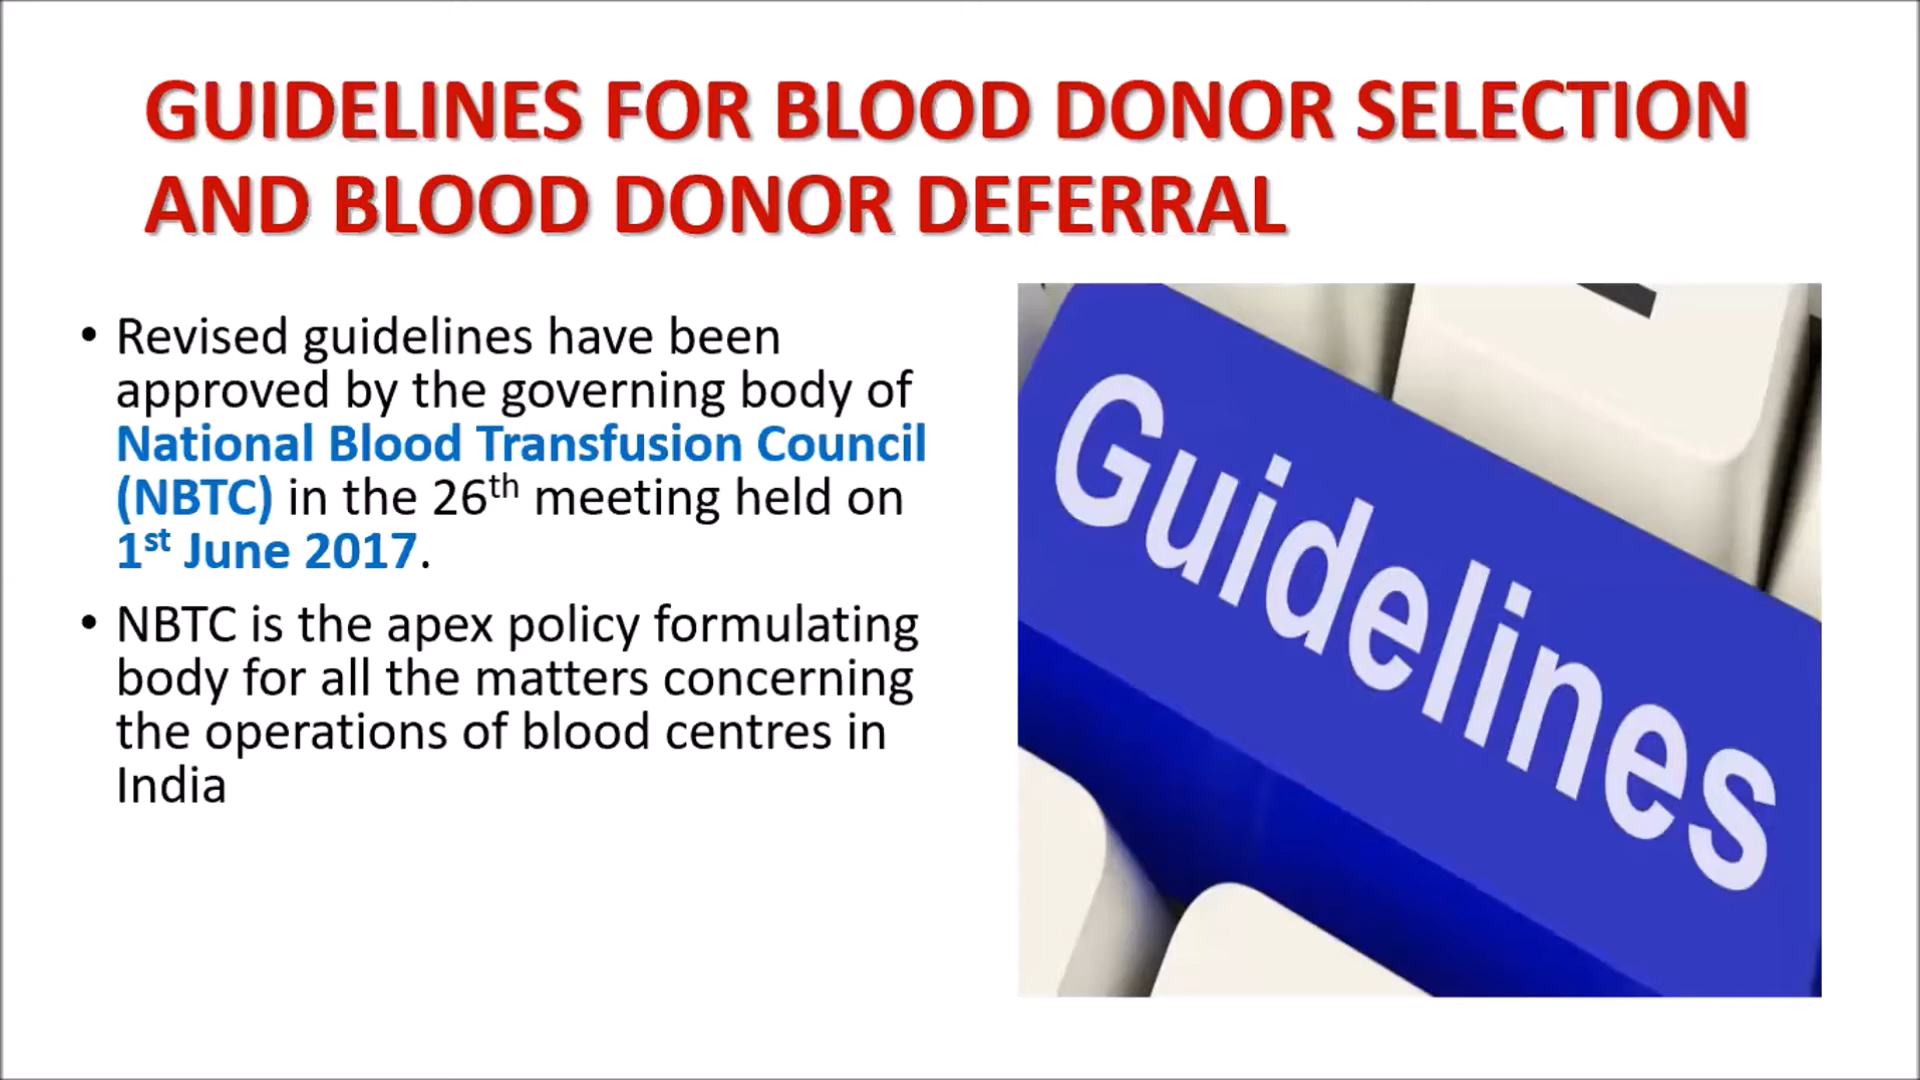 GUIDELINES FOR BLOOD DONOR SELECTION
AND BLOOD DONOR DEFERRAL
• Revised guidelines have been
approved by the governing body of
National Blood Transfusion Council
(NBTC) in the 26th meeting held on
1st June 2017.
• NBTC is the apex policy formulating
body for all the matters concerning
the operations of blood centres in
India
Guidelines